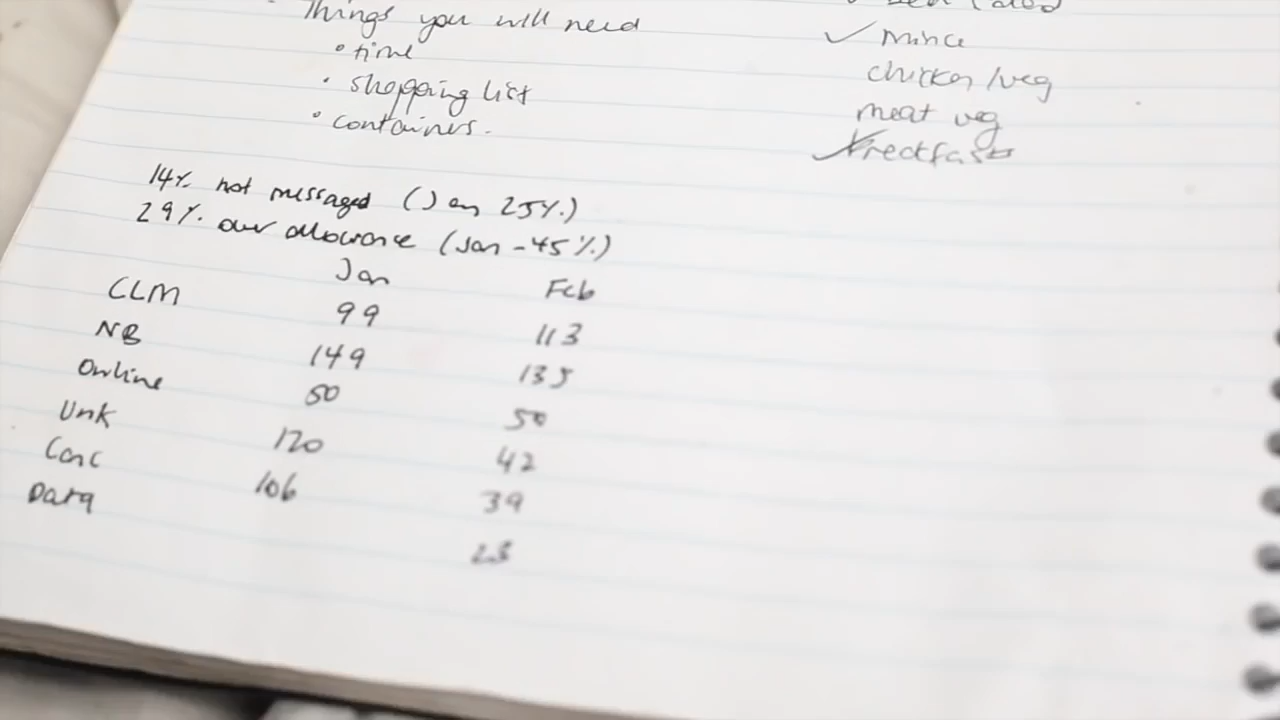 Things you will need
• time
• shopping list
• containers.
✓ mince
chicken/veg
meat veg
breakfast
14% not messaged (Jan 25%.)
29%. over allowance (Jan - 45%)
Jan Feb
CLM 99 113
NB 149 135
Online 50 50
Unk 120 42
Conc 106 39
Darq 23